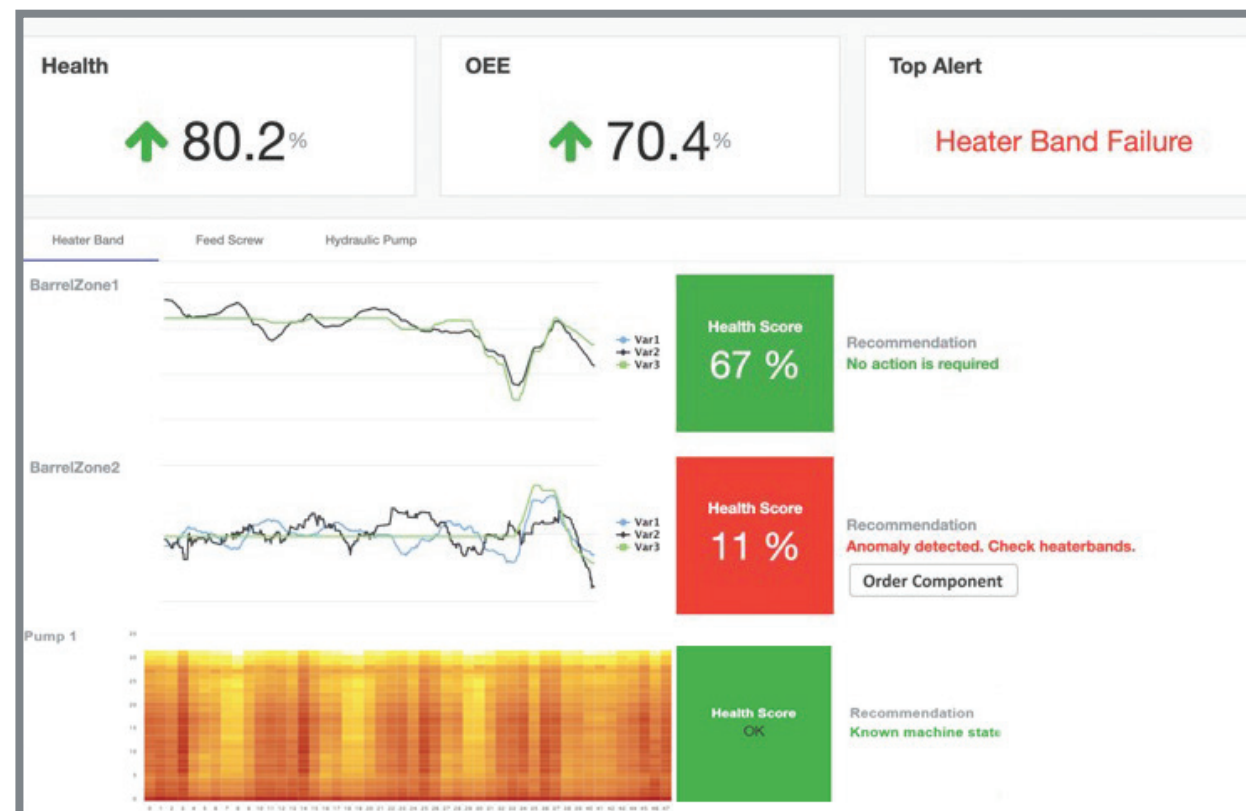 Health
80.2%
OEE
70.4%
Top Alert
Heater Band Failure
Heater Band Feed Screw Hydraulic Pump
BarrelZone1
Var1
Var2
Var3
Health Score
67 %
Recommendation
No action is required
BarrelZone2
Var1
Var2
Var3
Health Score
11 %
Recommendation
Anomaly detected. Check heaterbands.
Order Component
Pump 1
Health Score
OK
Recommendation
Known machine state